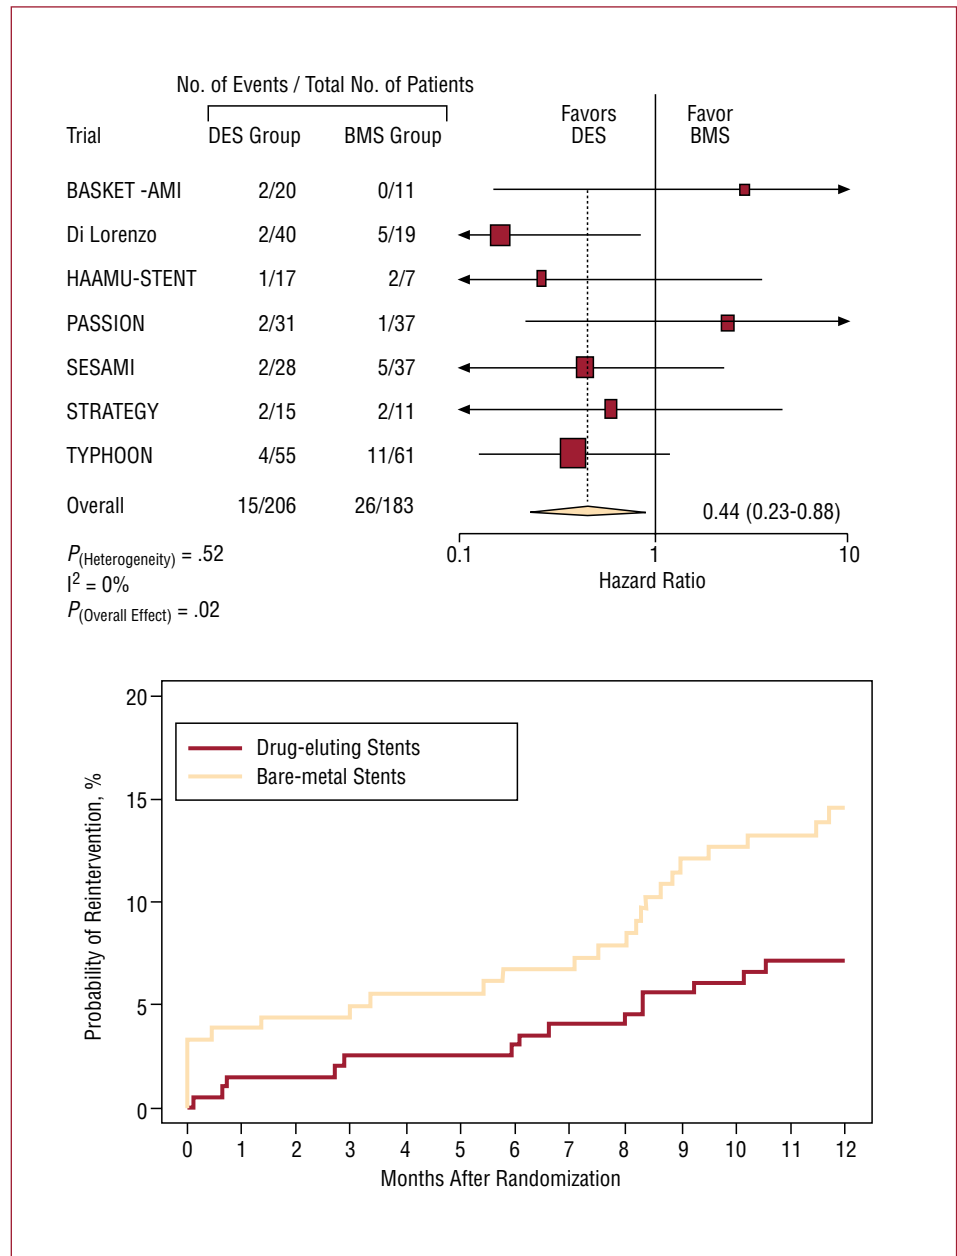 No. of Events / Total No. of Patients
Trial DES Group BMS Group Favors DES Favor BMS
BASKET -AMI 2/20 0/11
Di Lorenzo 2/40 5/19
HAAMU-STENT 1/17 2/7
PASSION 2/31 1/37
SESAMI 2/28 5/37
STRATEGY 2/15 2/11
TYPHOON 4/55 11/61
Overall 15/206 26/183 0.44 (0.23-0.88)
P(Heterogeneity) = .52
I² = 0%
P(Overall Effect) = .02
0.1 1 10
Hazard Ratio
20
15
10
5
0
Probability of Reintervention, %
Drug-eluting Stents
Bare-metal Stents
0 1 2 3 4 5 6 7 8 9 10 11 12
Months After Randomization